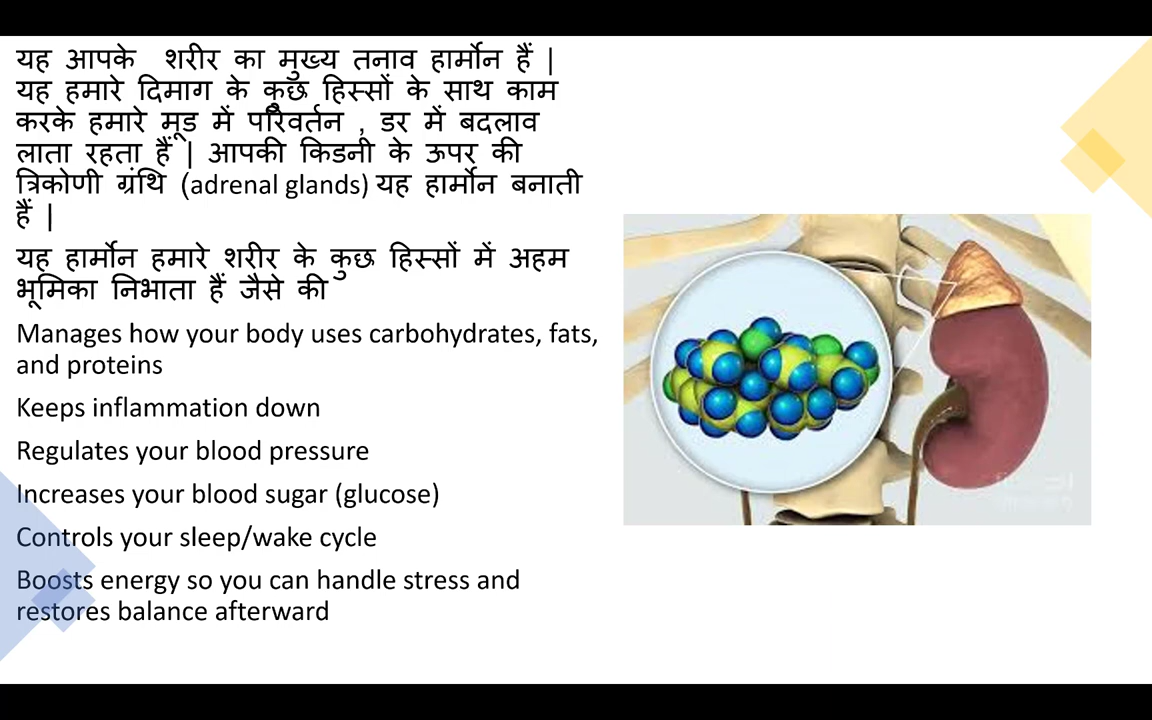 यह आपके शरीर का मुख्य तनाव हार्मोन हैं |
यह हमारे दिमाग के कुछ हिस्सों के साथ काम
करके हमारे मूड में परिवर्तन , डर में बदलाव
लाता रहता हैं | आपकी किडनी के ऊपर की
त्रिकोणी ग्रंथि (adrenal glands) यह हार्मोन बनाती
हैं |
यह हार्मोन हमारे शरीर के कुछ हिस्सों में अहम
भूमिका निभाता हैं जैसे की
Manages how your body uses carbohydrates, fats,
and proteins
Keeps inflammation down
Regulates your blood pressure
Increases your blood sugar (glucose)
Controls your sleep/wake cycle
Boosts energy so you can handle stress and
restores balance afterward